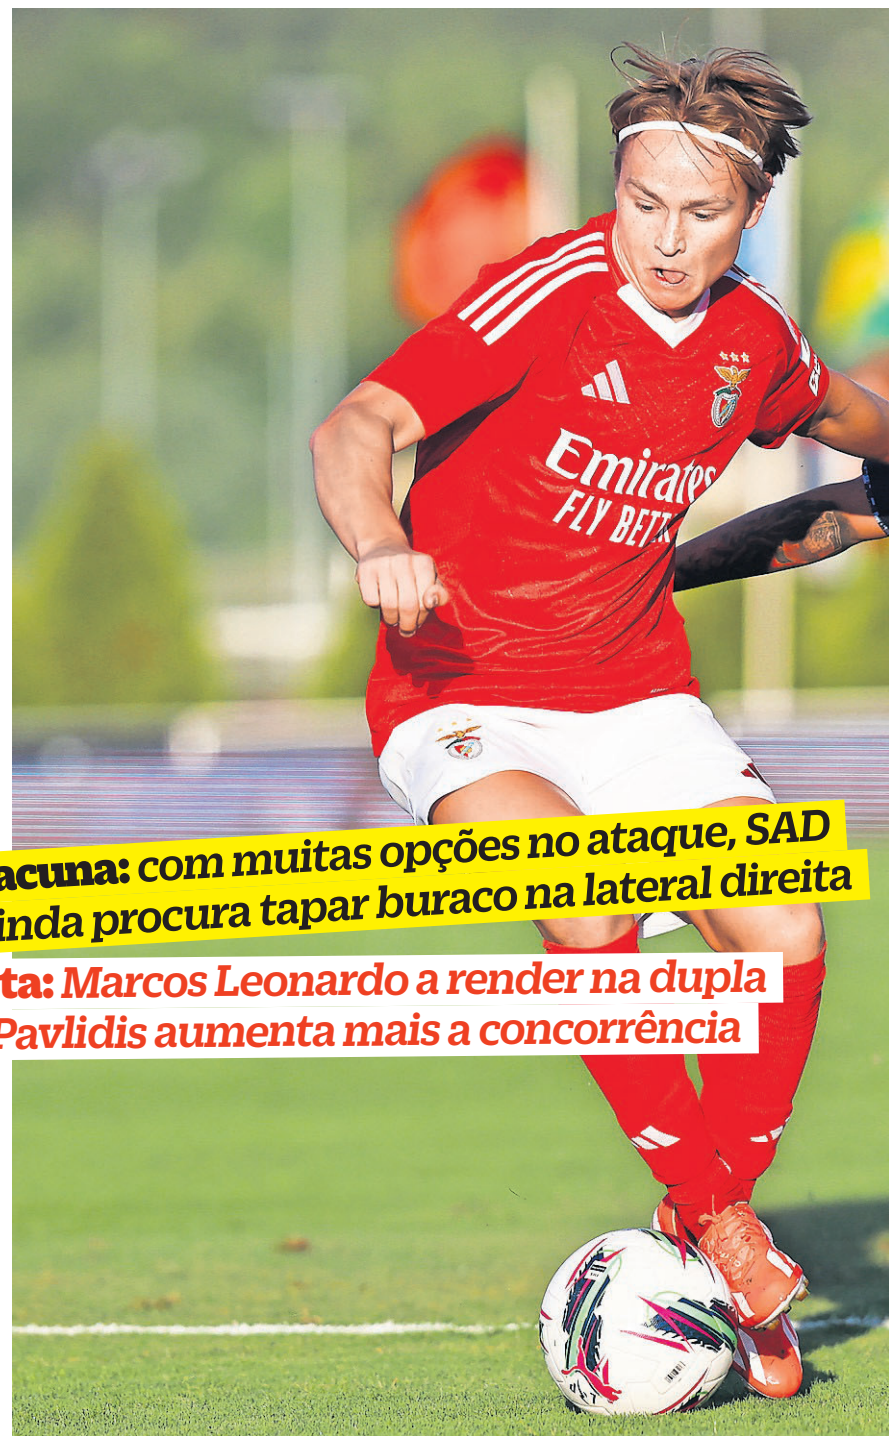 Emirates
FLY BETT
acuna: com muitas opções no ataque, SAD
inda procura tapar buraco na lateral direita
ta: Marcos Leonardo a render na dupla
Pavlidis aumenta mais a concorrência